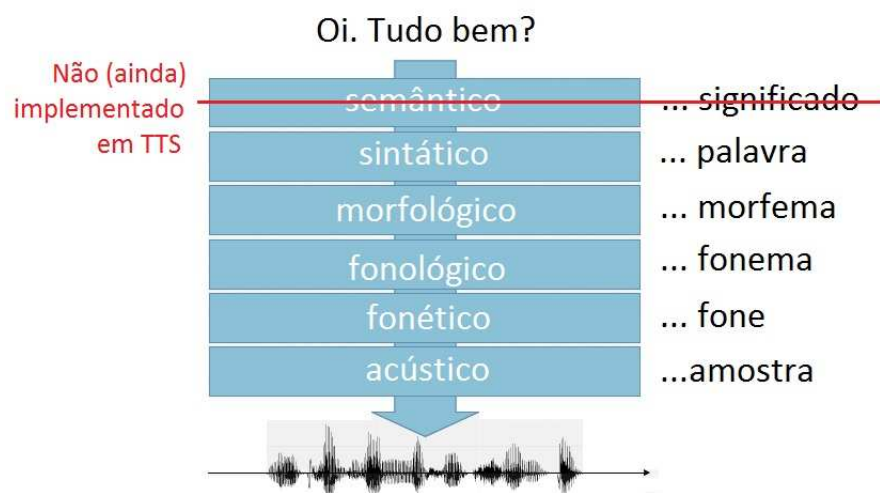 Oi. Tudo bem?
Não (ainda)
implementado
em TTS
semântico ... significado
sintático ... palavra
morfológico ... morfema
fonológico ... fonema
fonético ... fone
acústico ...amostra